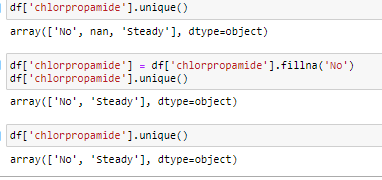 df['chlorpropamide'].unique()
array(['No', nan, 'Steady'], dtype=object)
df['chlorpropamide'] = df['chlorpropamide'].fillna('No')
df['chlorpropamide'].unique()
array(['No', 'Steady'], dtype=object)
df['chlorpropamide'].unique()
array(['No', 'Steady'], dtype=object)